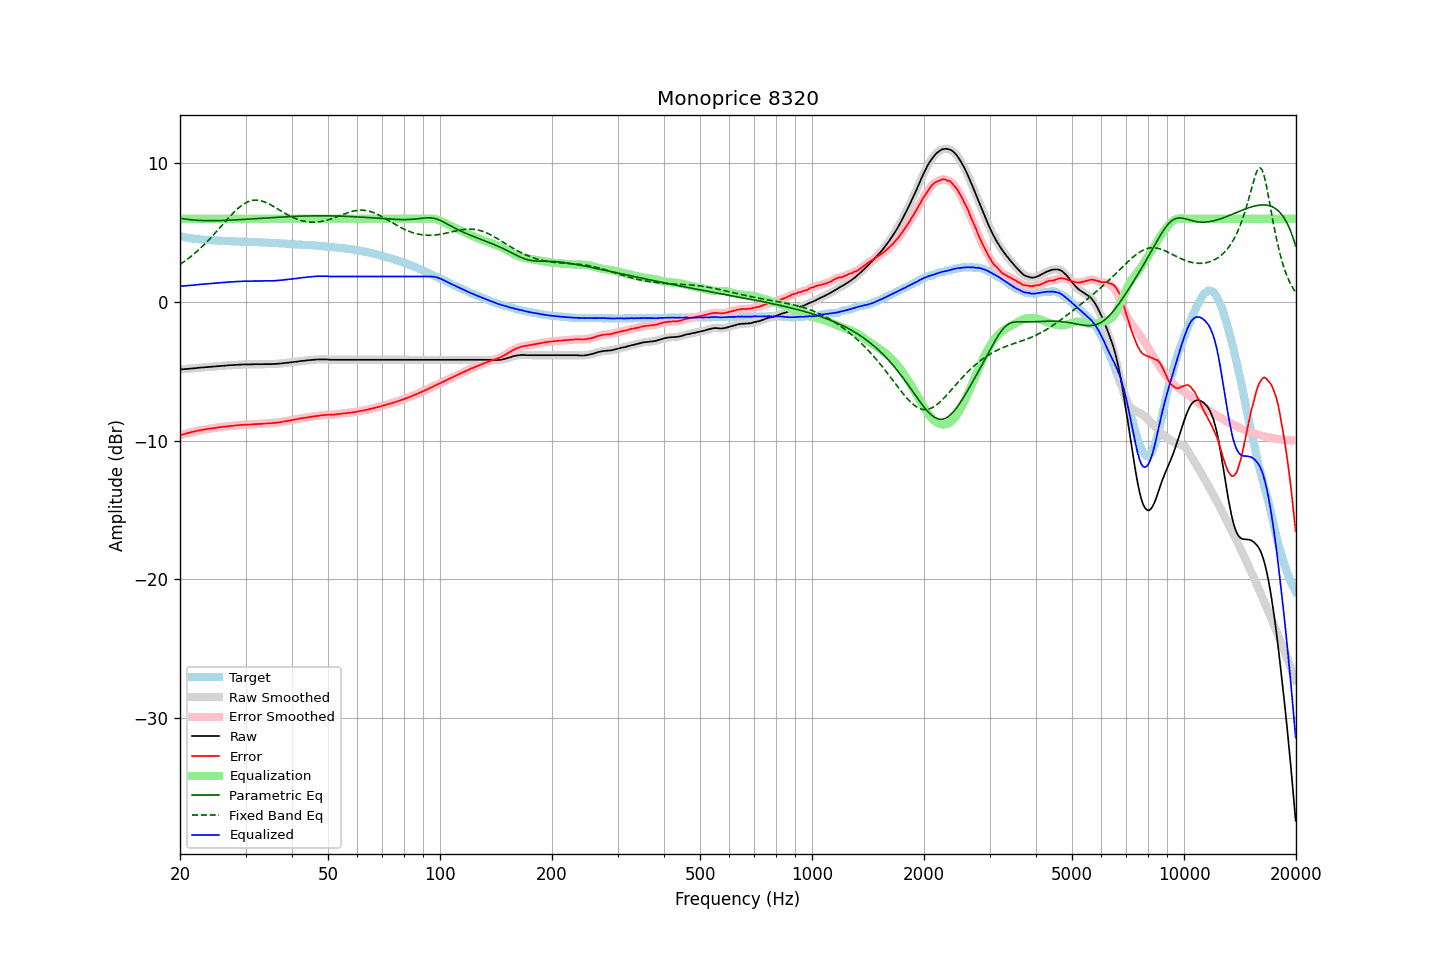 Monoprice 8320
Amplitude (dBr)
10
0
−10
−20
−30
Target
Raw Smoothed
Error Smoothed
Raw
Error
Equalization
Parametric Eq
Fixed Band Eq
Equalized
20 50 100 200 500 1000 2000 5000 10000 20000
Frequency (Hz)